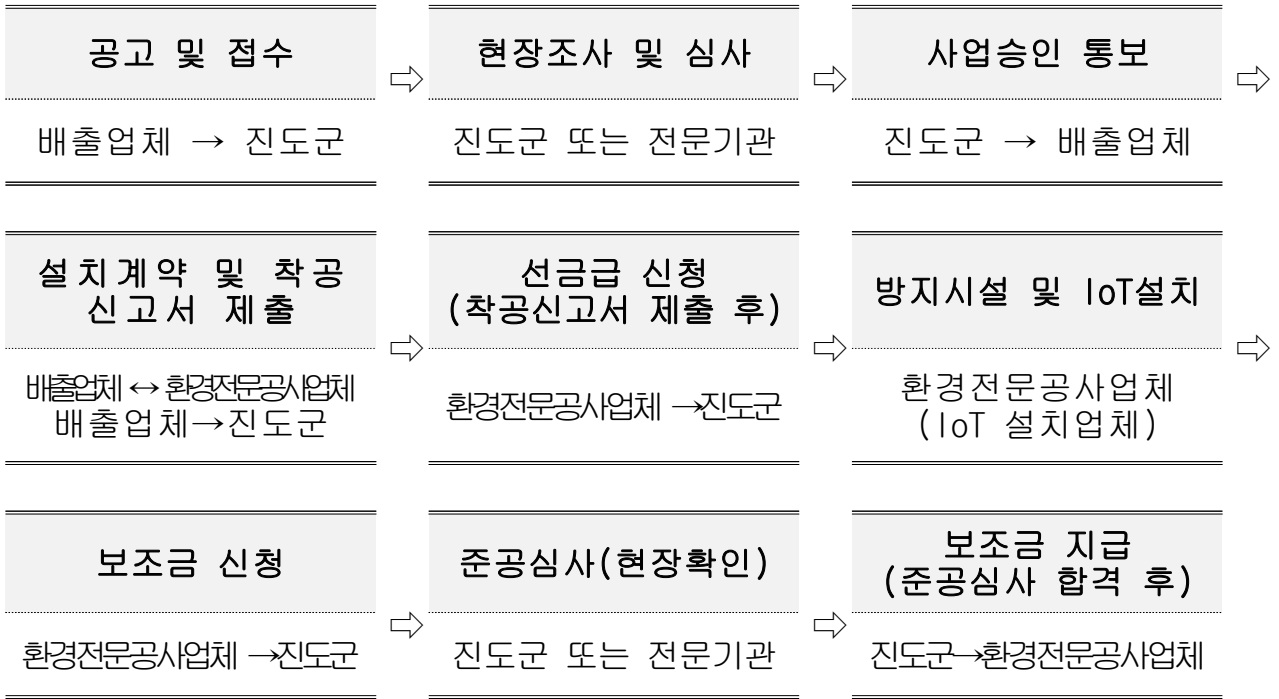 공고 및 접수
배출업체 → 진도군
⇨
현장조사 및 심사
진도군 또는 전문기관
⇨
사업승인 통보
진도군 → 배출업체
⇨
설치계약 및 착공
신고서 제출
배출업체 ↔ 환경전문공사업체
배출업체→진도군
⇨
선금급 신청
(착공신고서 제출 후)
환경전문공사업체 →진도군
⇨
방지시설 및 IoT설치
환경전문공사업체
(IoT 설치업체)
⇨
보조금 신청
환경전문공사업체 →진도군
⇨
준공심사(현장확인)
진도군 또는 전문기관
⇨
보조금 지급
(준공심사 합격 후)
진도군→환경전문공사업체